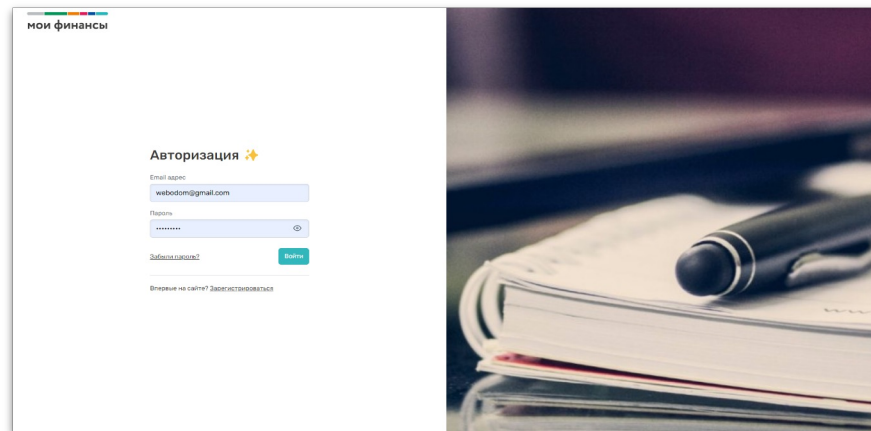 мои финансы
Авторизация ✨
Email адрес
webodom@gmail.com
Пароль
•••••••••
Забыли пароль?
Войти
Впервые на сайте? Зарегистрироваться